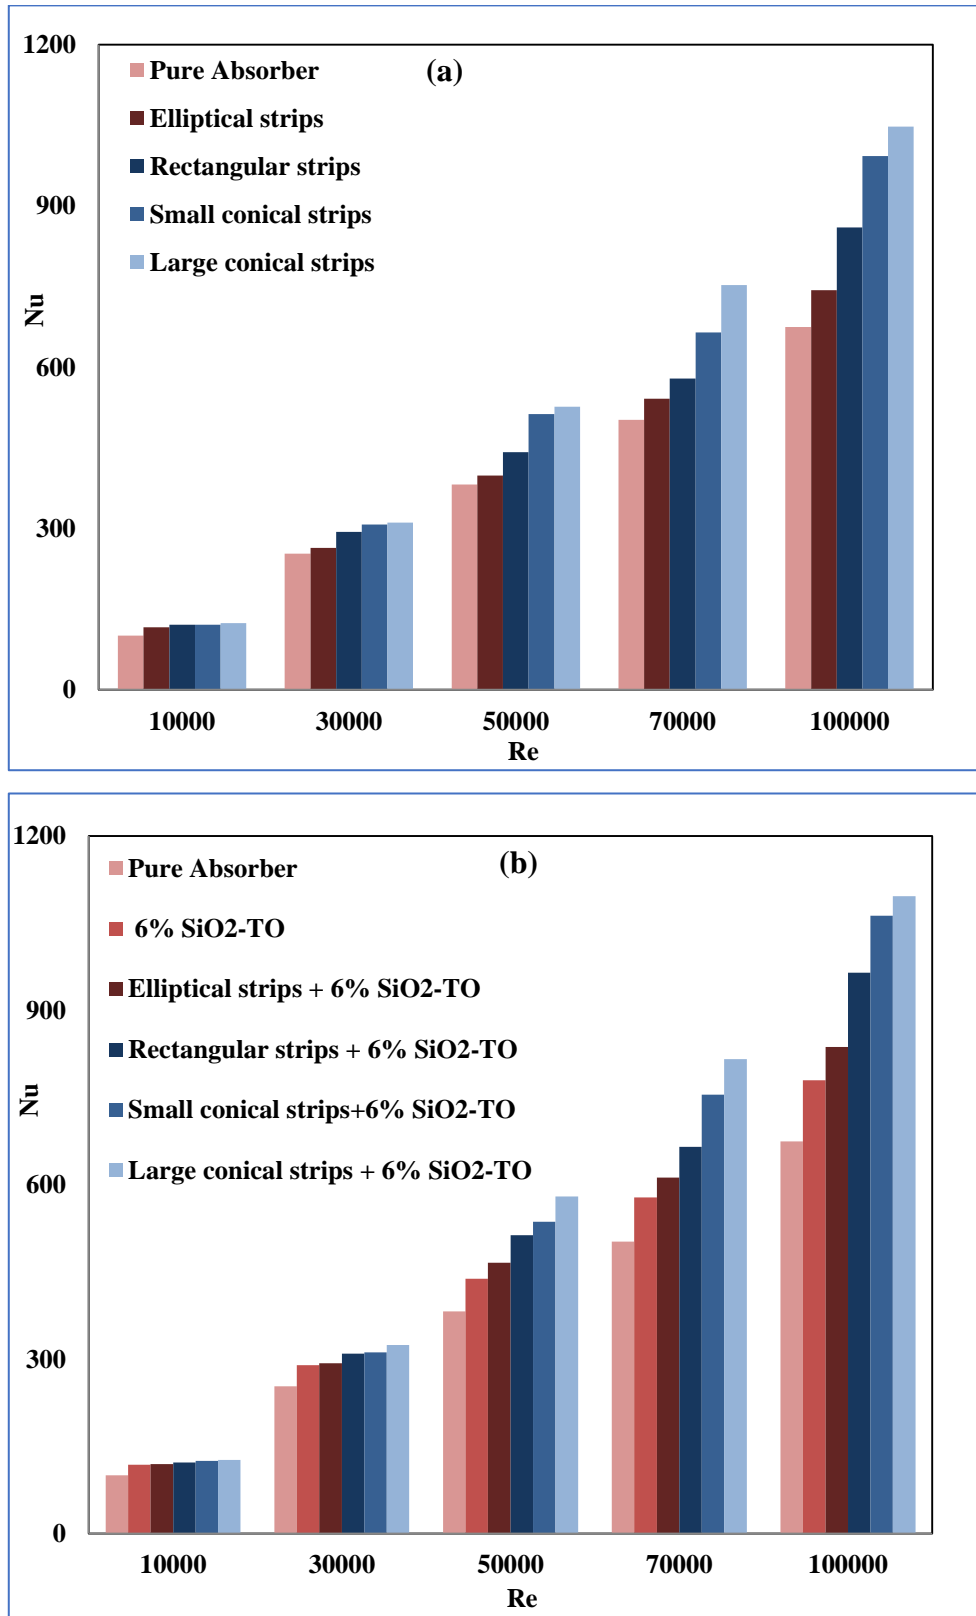 1200
(a)
Pure Absorber
Elliptical strips
Rectangular strips
900
Small conical strips
Large conical strips
Nu
600
300
0
10000 30000 50000 70000 100000
Re
1200
(b)
Pure Absorber
6% SiO2-TO
Elliptical strips + 6% SiO2-TO
900
Rectangular strips + 6% SiO2-TO
Nu
Small conical strips+6% SiO2-TO
Large conical strips + 6% SiO2-TO
600
300
0
10000 30000 50000 70000 100000
Re